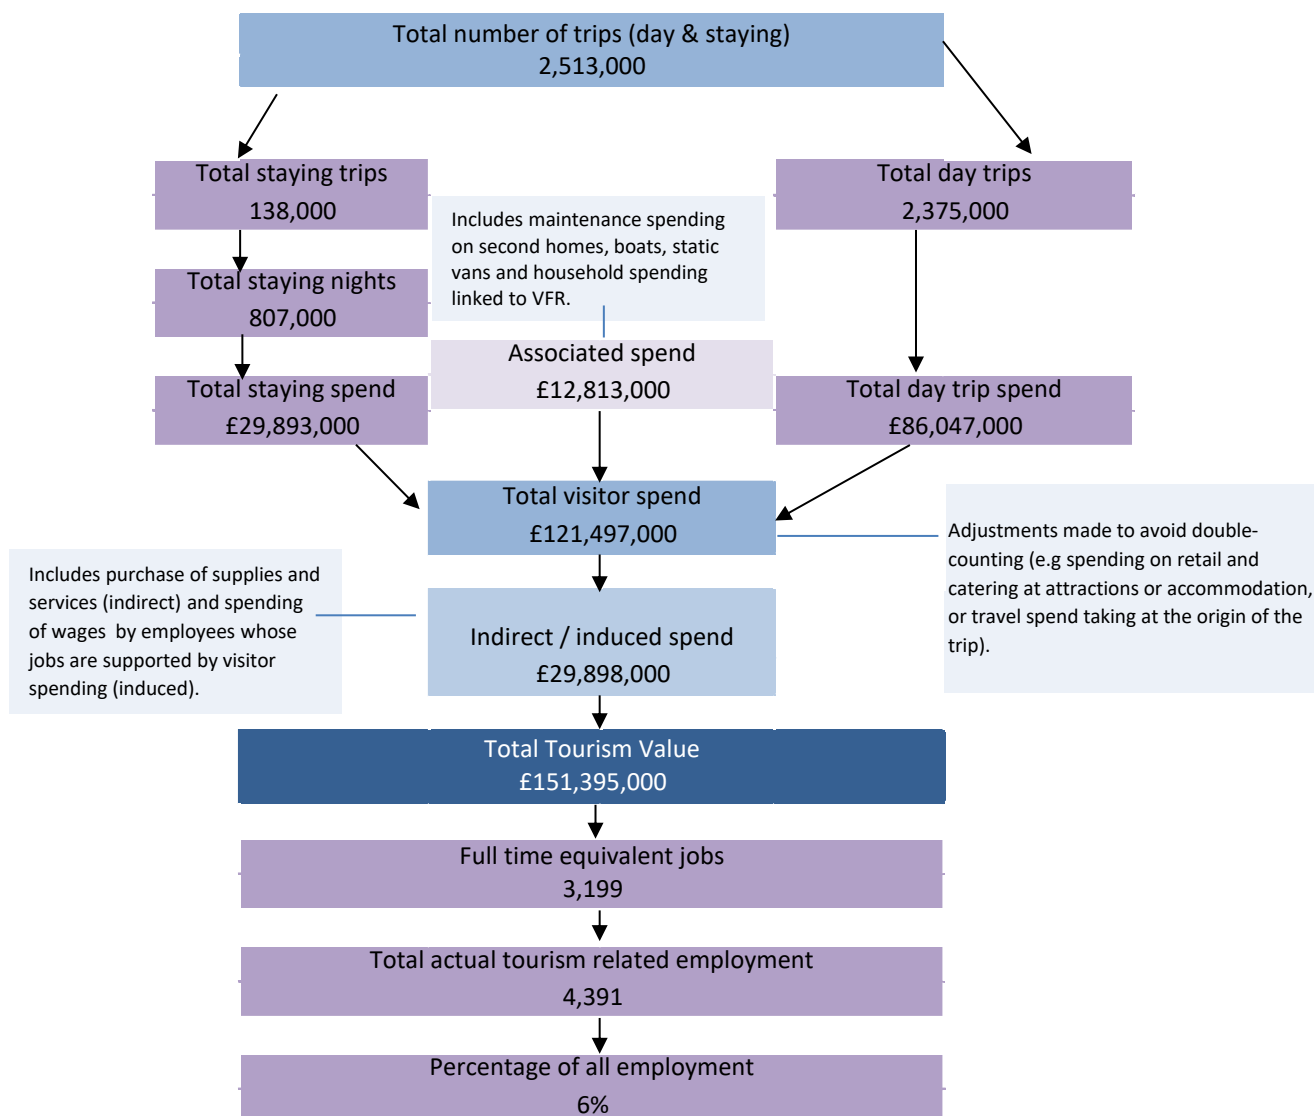 Total number of trips (day & staying)
2,513,000
Total staying trips
138,000
Total day trips
2,375,000
Includes maintenance spending
on second homes, boats, static
vans and household spending
linked to VFR.
Total staying nights
807,000
Associated spend
£12,813,000
Total staying spend
£29,893,000
Total day trip spend
£86,047,000
Total visitor spend
£121,497,000
Adjustments made to avoid double-
counting (e.g spending on retail and
catering at attractions or accommodation,
or travel spend taking at the origin of the
trip).
Includes purchase of supplies and
services (indirect) and spending
of wages by employees whose
jobs are supported by visitor
spending (induced).
Indirect / induced spend
£29,898,000
Total Tourism Value
£151,395,000
Full time equivalent jobs
3,199
Total actual tourism related employment
4,391
Percentage of all employment
6%